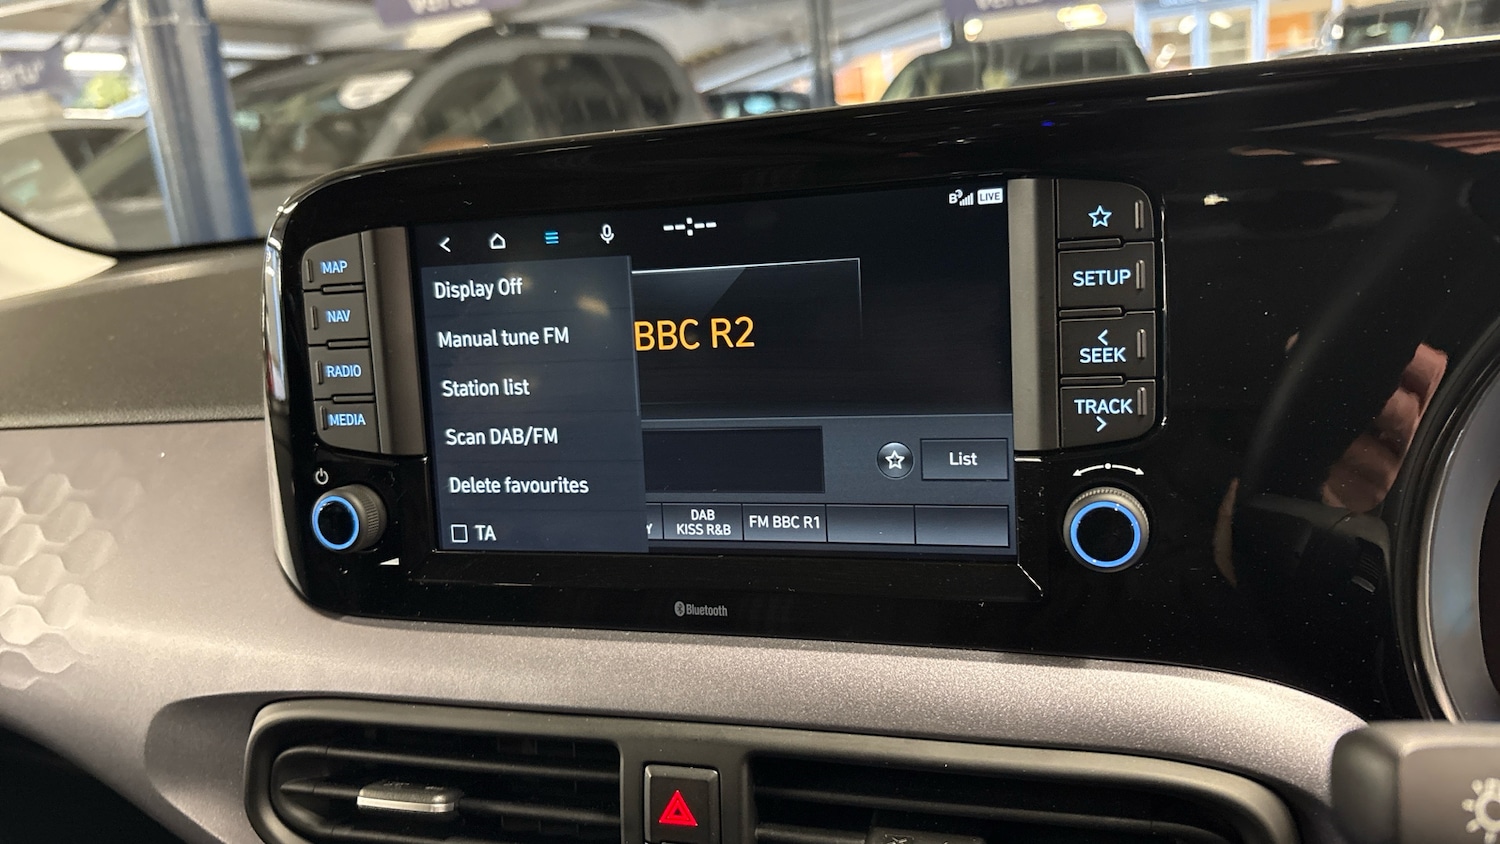 --:--
B
LIVE
MAP
NAV
RADIO
MEDIA
Display Off
Manual tune FM
Station list
Scan DAB/FM
Delete favourites
TA
BBC R2
List
Y
DAB
KISS R&B
FM BBC R1
SETUP
<
SEEK
TRACK
>
Bluetooth